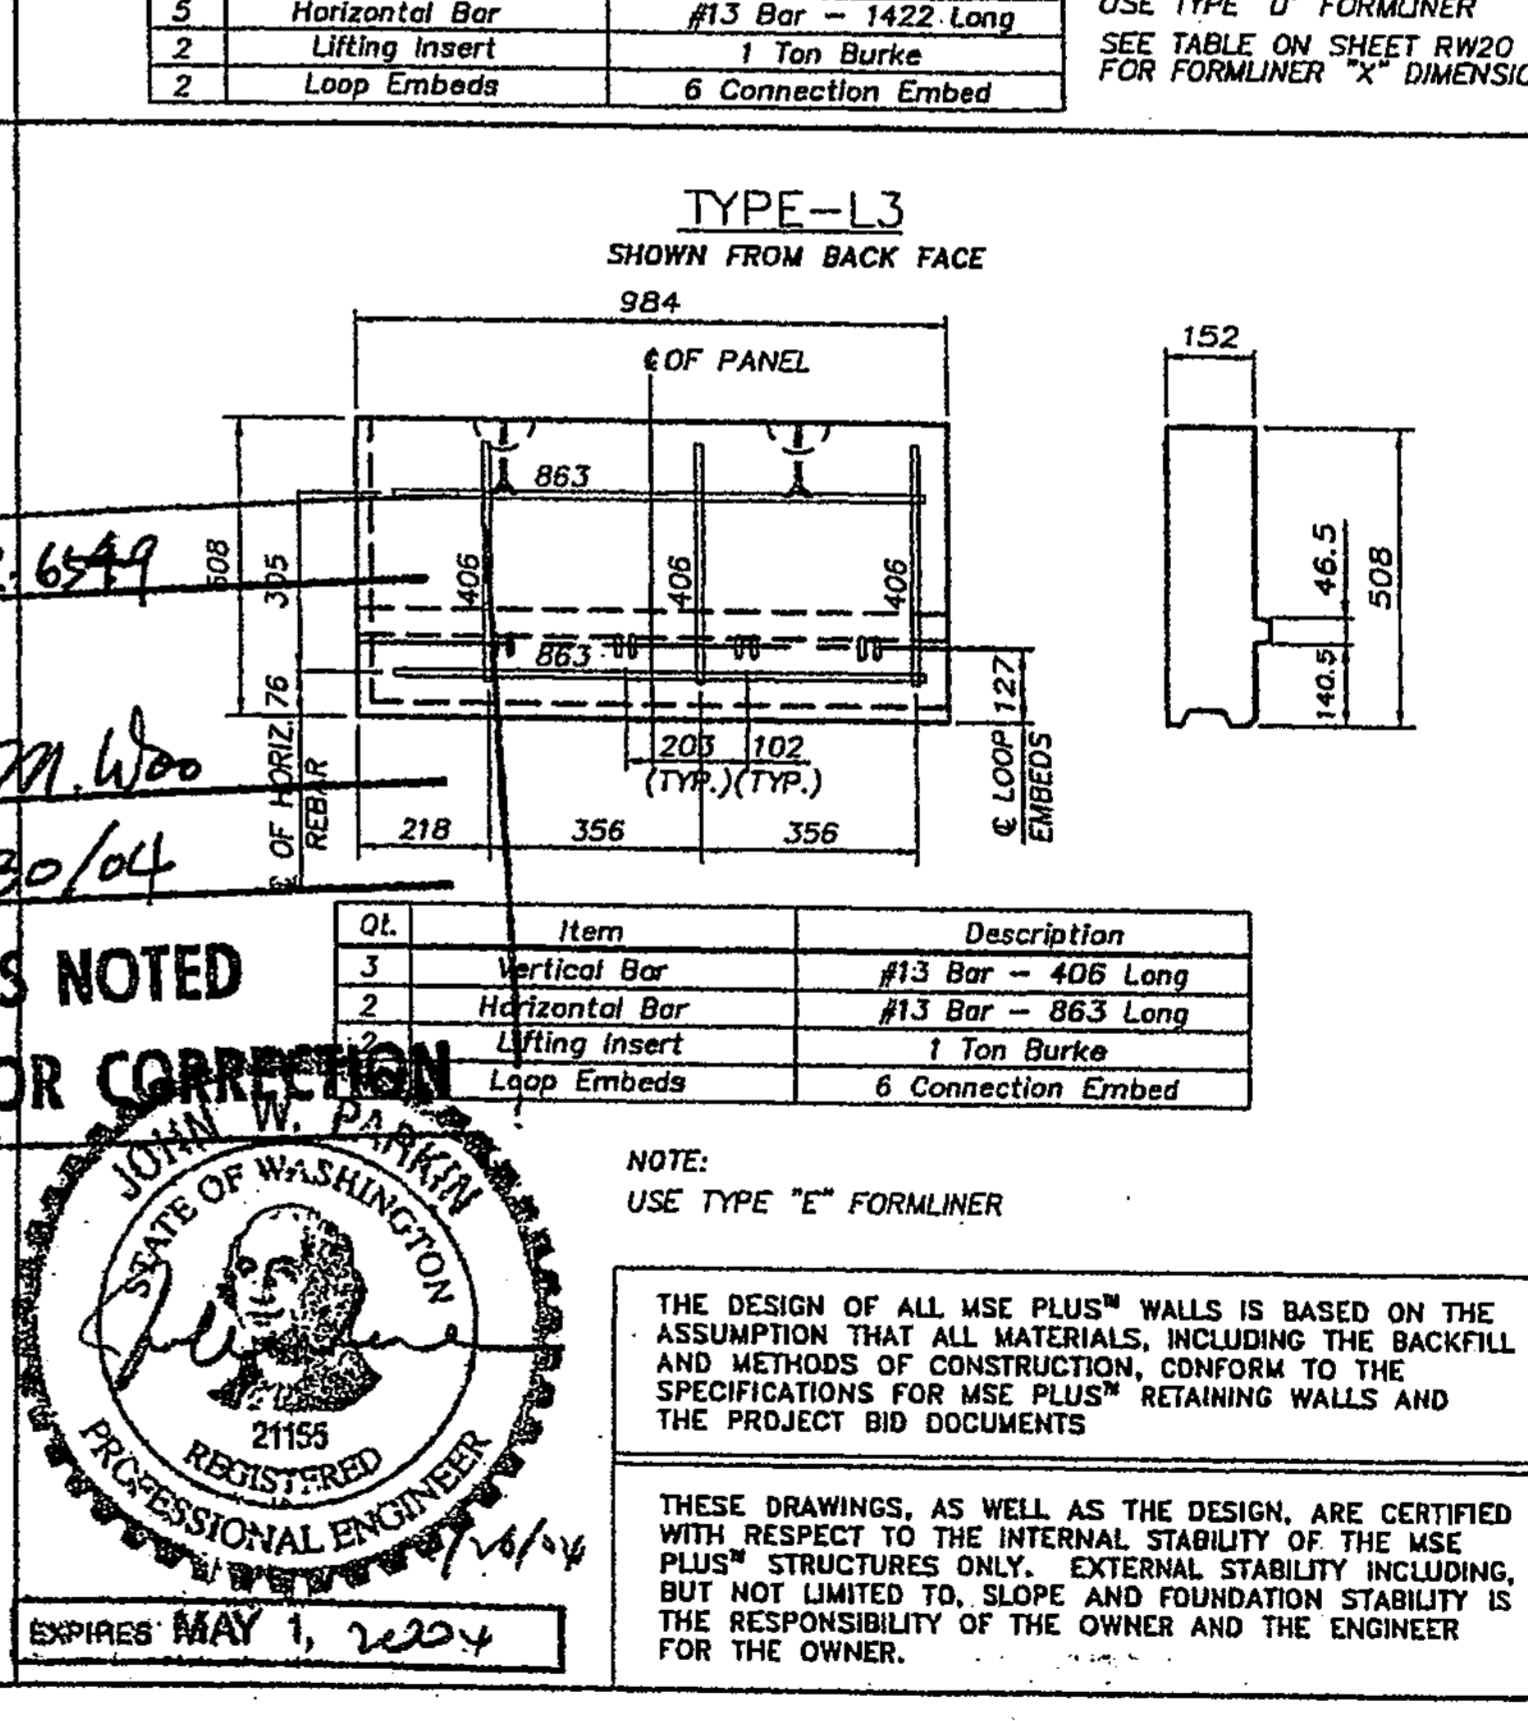 5 Horizontal Bar #13 Bar - 1422 Long
2 Lifting Insert 1 Ton Burke
2 Loop Embeds 6 Connection Embed
USE TYPE "D" FORMLINER
SEE TABLE ON SHEET RW20
FOR FORMLINER "X" DIMENSIO
TYPE-L3
SHOWN FROM BACK FACE
984
℄ OF PANEL
152
863
508
305
406
406
406
46.5
508
863
76
127
140.5
℄ OF HORIZ.
REBAR
203 102
(TYP.)(TYP.)
℄ LOOP
EMBEDS
218 356 356
6549
M. Woo
30/04
S NOTED
OR CORRECTION
Qt. Item Description
3 Vertical Bar #13 Bar - 406 Long
2 Horizontal Bar #13 Bar - 863 Long
2 Lifting Insert 1 Ton Burke
Loop Embeds 6 Connection Embed
NOTE:
USE TYPE "E" FORMLINER
JOHN W. PARKIN
STATE OF WASHINGTON
21155
REGISTERED
PROFESSIONAL ENGINEER
/26/04
EXPIRES MAY 1, 2004
THE DESIGN OF ALL MSE PLUS™ WALLS IS BASED ON THE
ASSUMPTION THAT ALL MATERIALS, INCLUDING THE BACKFILL
AND METHODS OF CONSTRUCTION, CONFORM TO THE
SPECIFICATIONS FOR MSE PLUS™ RETAINING WALLS AND
THE PROJECT BID DOCUMENTS
THESE DRAWINGS, AS WELL AS THE DESIGN, ARE CERTIFIED
WITH RESPECT TO THE INTERNAL STABILITY OF THE MSE
PLUS™ STRUCTURES ONLY. EXTERNAL STABILITY INCLUDING,
BUT NOT LIMITED TO, SLOPE AND FOUNDATION STABILITY IS
THE RESPONSIBILITY OF THE OWNER AND THE ENGINEER
FOR THE OWNER.